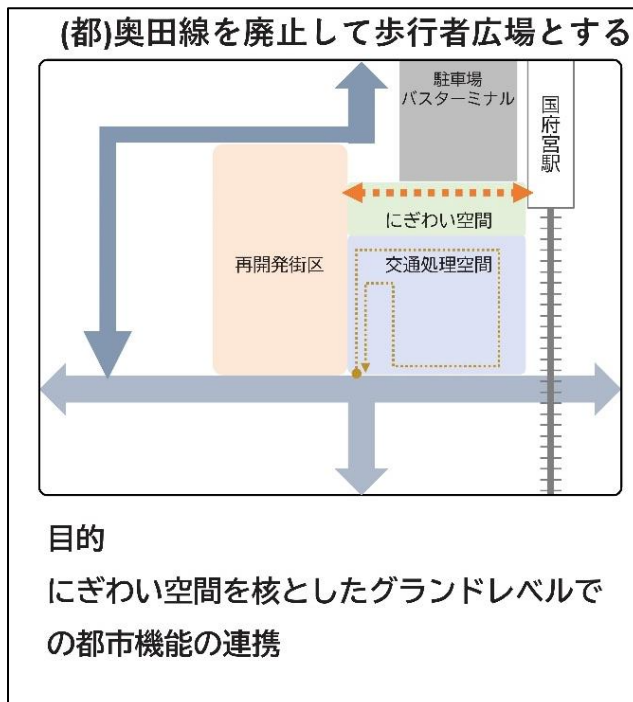 (都)奥田線を廃止して歩行者広場とする
駐車場
バスターミナル
国府宮駅
にぎわい空間
再開発街区
交通処理空間
目的
にぎわい空間を核としたグランドレベルで
の都市機能の連携